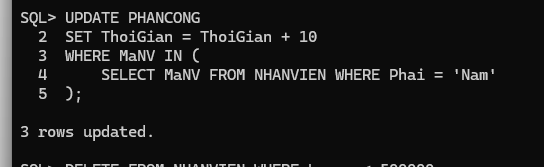 SQL> UPDATE PHANCONG
2 SET ThoiGian = ThoiGian + 10
3 WHERE MaNV IN (
4 SELECT MaNV FROM NHANVIEN WHERE Phai = 'Nam'
5 );
3 rows updated.
SQL> DELETE FROM NHANVIEN WHERE